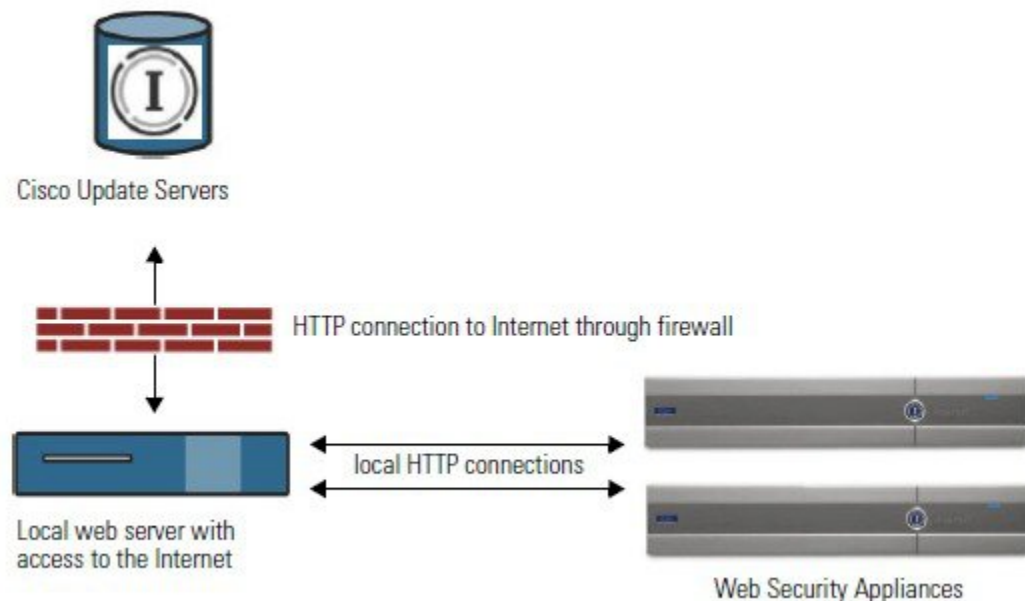 I
Cisco Update Servers
HTTP connection to Internet through firewall
local HTTP connections
Local web server with
access to the Internet
Web Security Appliances